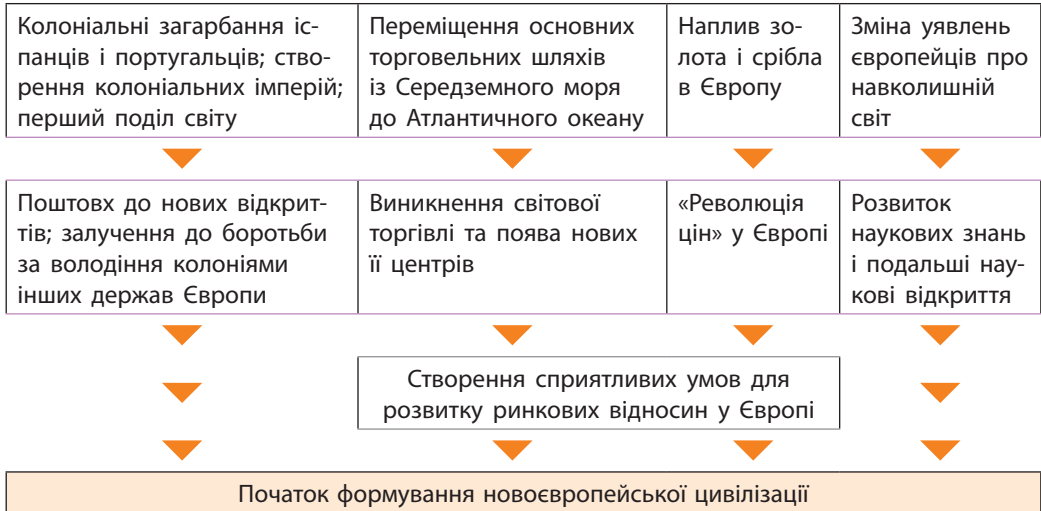 Колоніальні загарбання іс-
панців і португальців; ство-
рення колоніальних імперій;
перший поділ світу
Переміщення основних
торговельних шляхів
із Середземного моря
до Атлантичного океану
Наплив зо-
лота і срібла
в Європу
Зміна уявлень
європейців про
навколишній
світ
Поштовх до нових відкрит-
тів; залучення до боротьби
за володіння колоніями
інших держав Європи
Виникнення світової
торгівлі та поява нових
її центрів
«Революція
цін» у Європі
Розвиток
наукових знань
і подальші нау-
кові відкриття
Створення сприятливих умов для
розвитку ринкових відносин у Європі
Початок формування новоєвропейської цивілізації